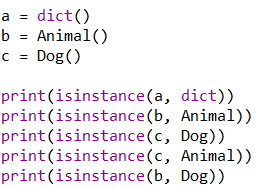 a = dict()
b = Animal()
c = Dog()
print(isinstance(a, dict))
print(isinstance(b, Animal))
print(isinstance(c, Dog))
print(isinstance(c, Animal))
print(isinstance(b, Dog))